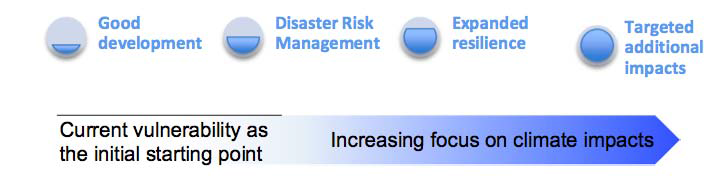 Good
development
Disaster Risk
Management
Expanded
resilience
Targeted
additional
impacts
Current vulnerability as
the initial starting point
Increasing focus on climate impacts